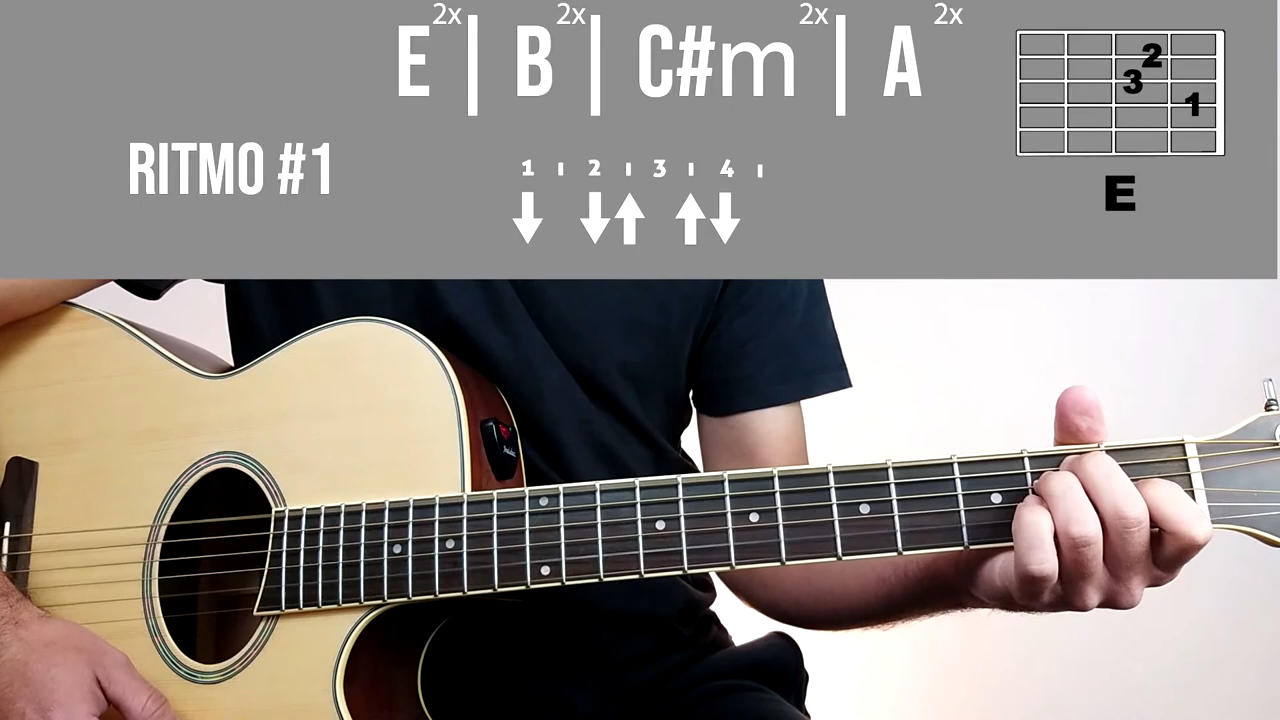 E 2x | B 2x | C#m 2x | A 2x
2
3
1
E
RITMO #1
1 ı 2 ı 3 ı 4 ı